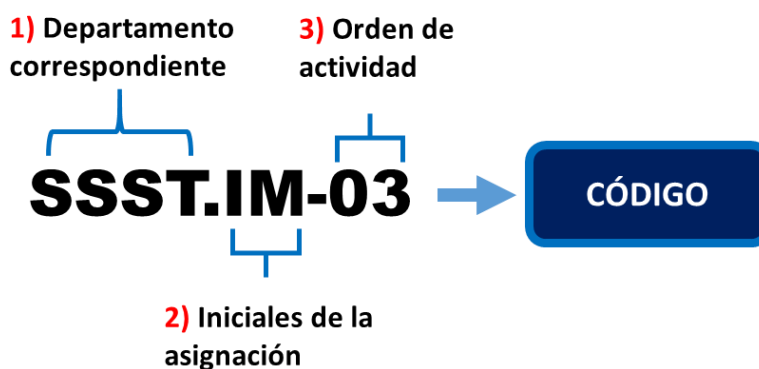 1) Departamento
correspondiente
3) Orden de
actividad
SSST.IM-03
CÓDIGO
2) Iniciales de la
asignación